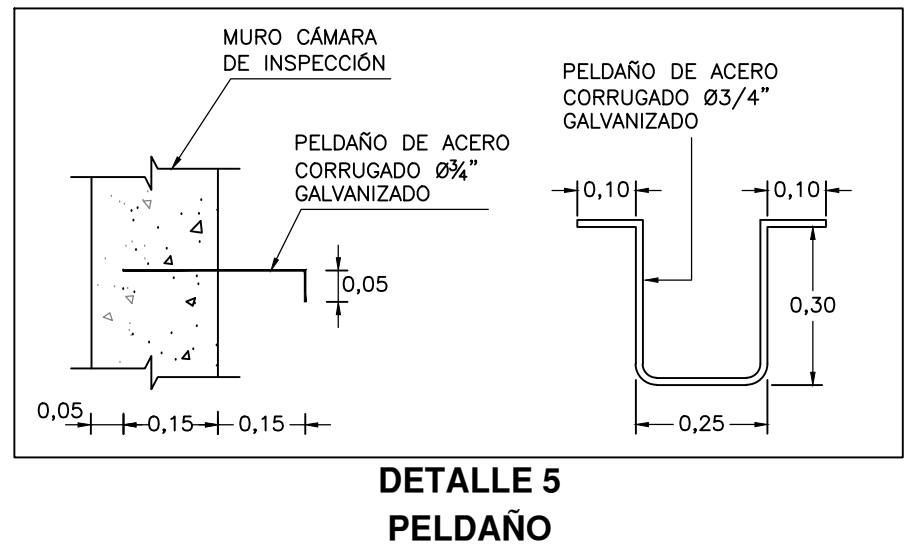 MURO CÁMARA
DE INSPECCIÓN
PELDAÑO DE ACERO
CORRUGADO Ø¾"
GALVANIZADO
0,05
0,05
0,15
0,15
PELDAÑO DE ACERO
CORRUGADO Ø3/4"
GALVANIZADO
0,10
0,10
0,30
0,25
DETALLE 5
PELDAÑO